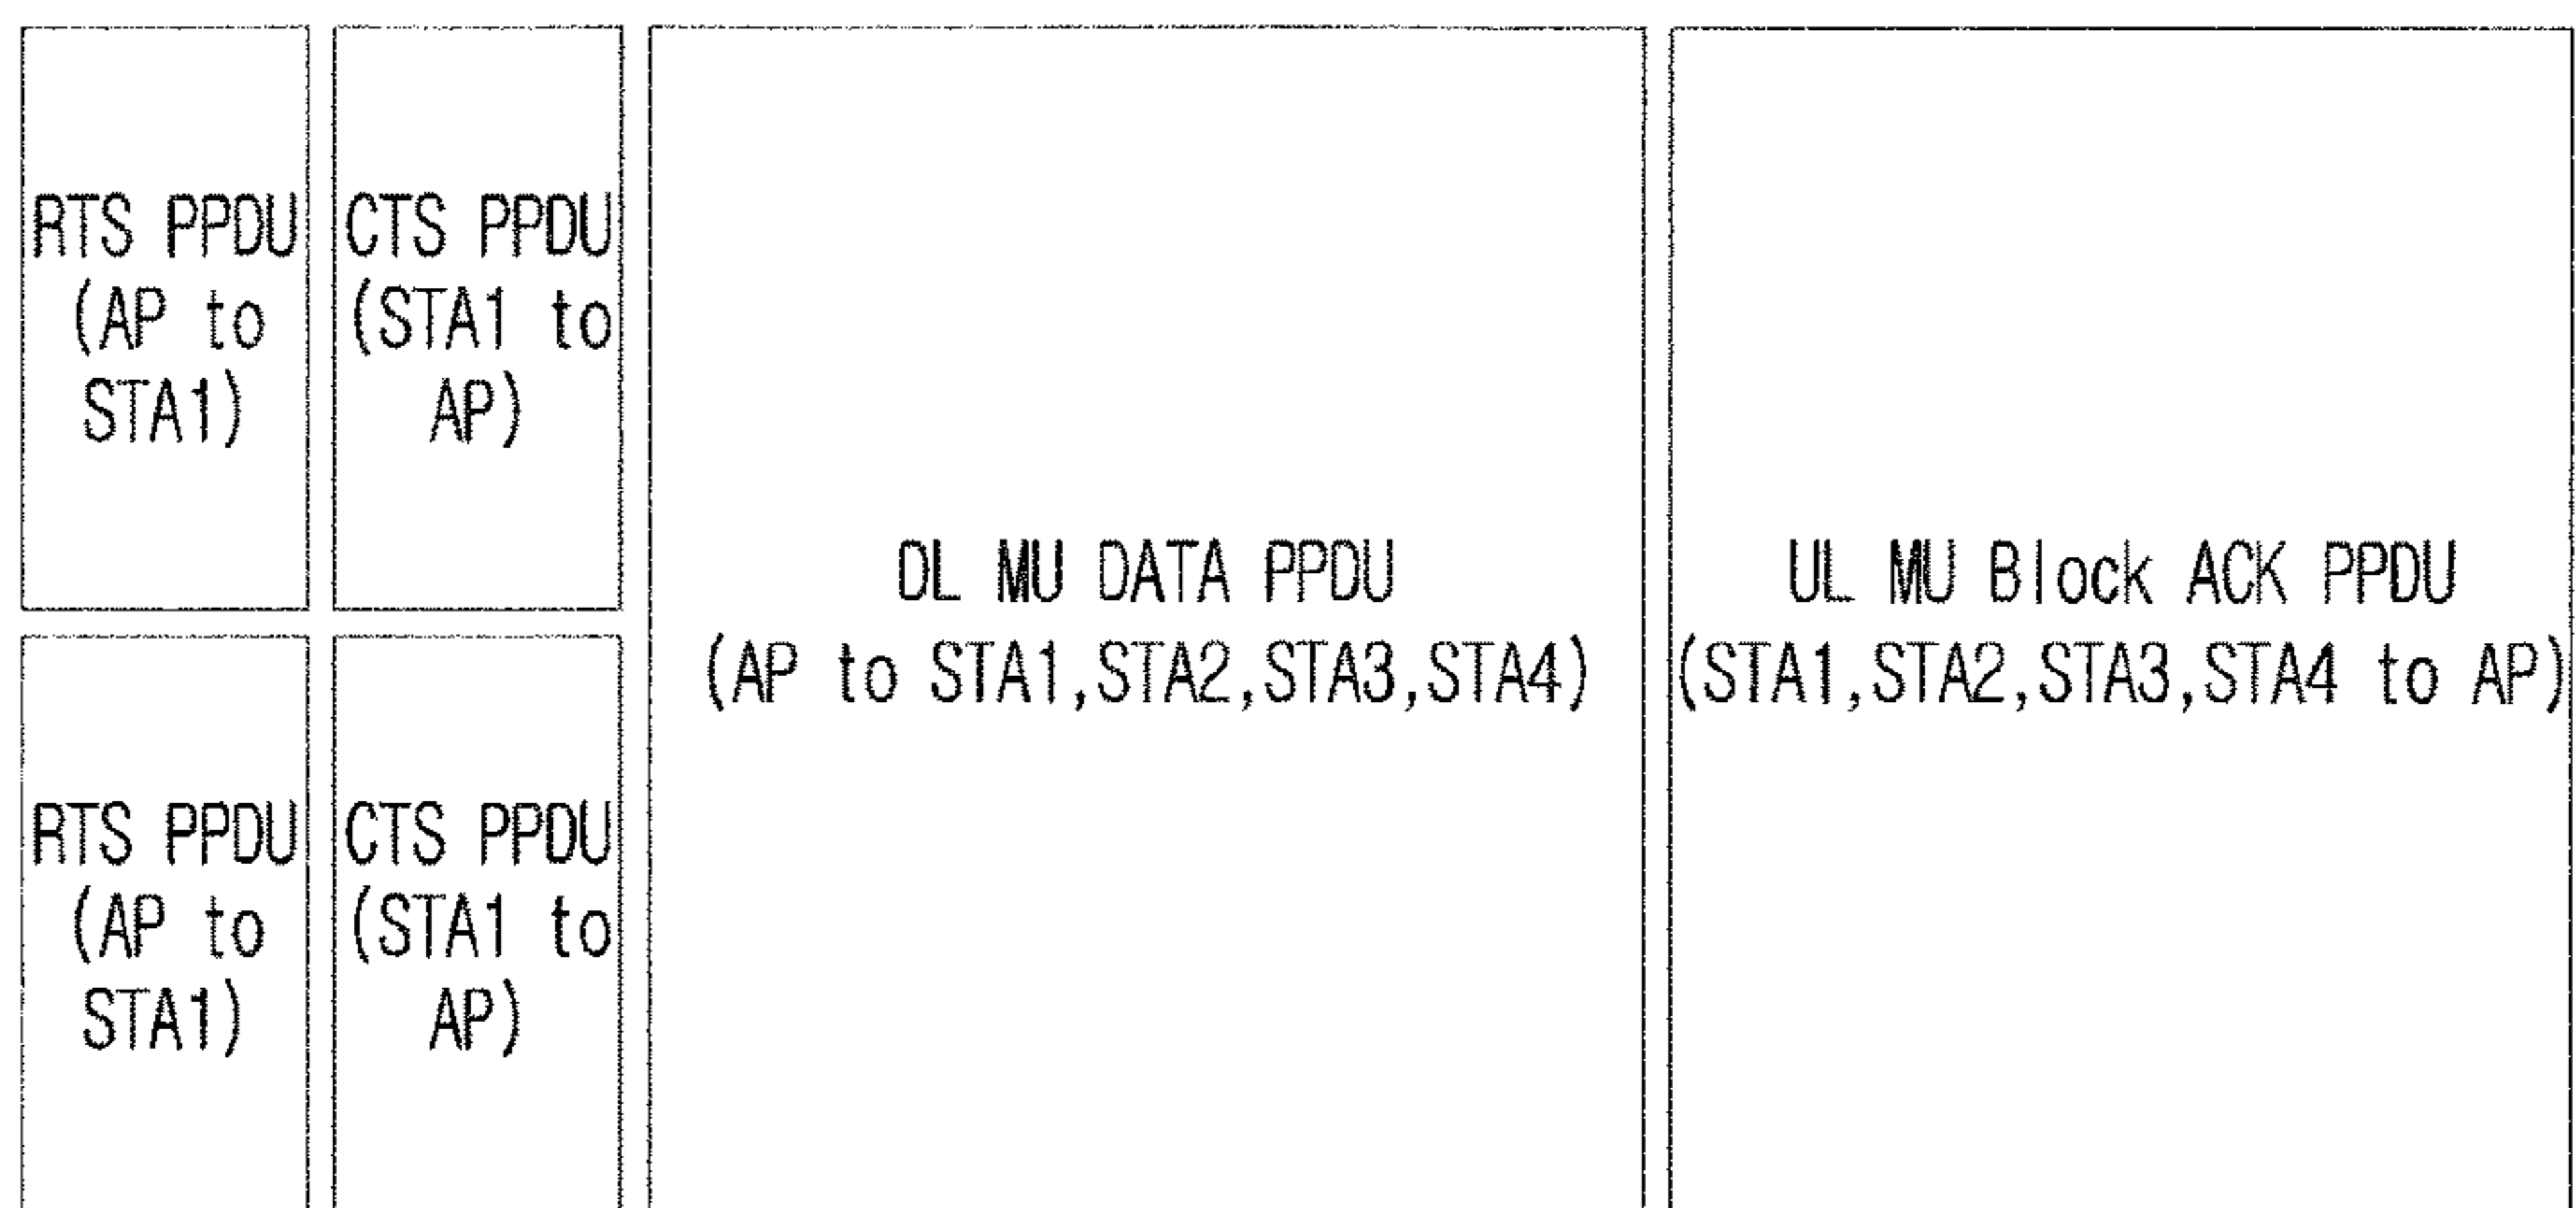 RTS PPDU
(AP to
STA1)
CTS PPDU
(STA1 to
AP)
DL MU DATA PPDU
(AP to STA1,STA2,STA3,STA4)
UL MU Block ACK PPDU
(STA1,STA2,STA3,STA4 to AP)
RTS PPDU
(AP to
STA1)
CTS PPDU
(STA1 to
AP)